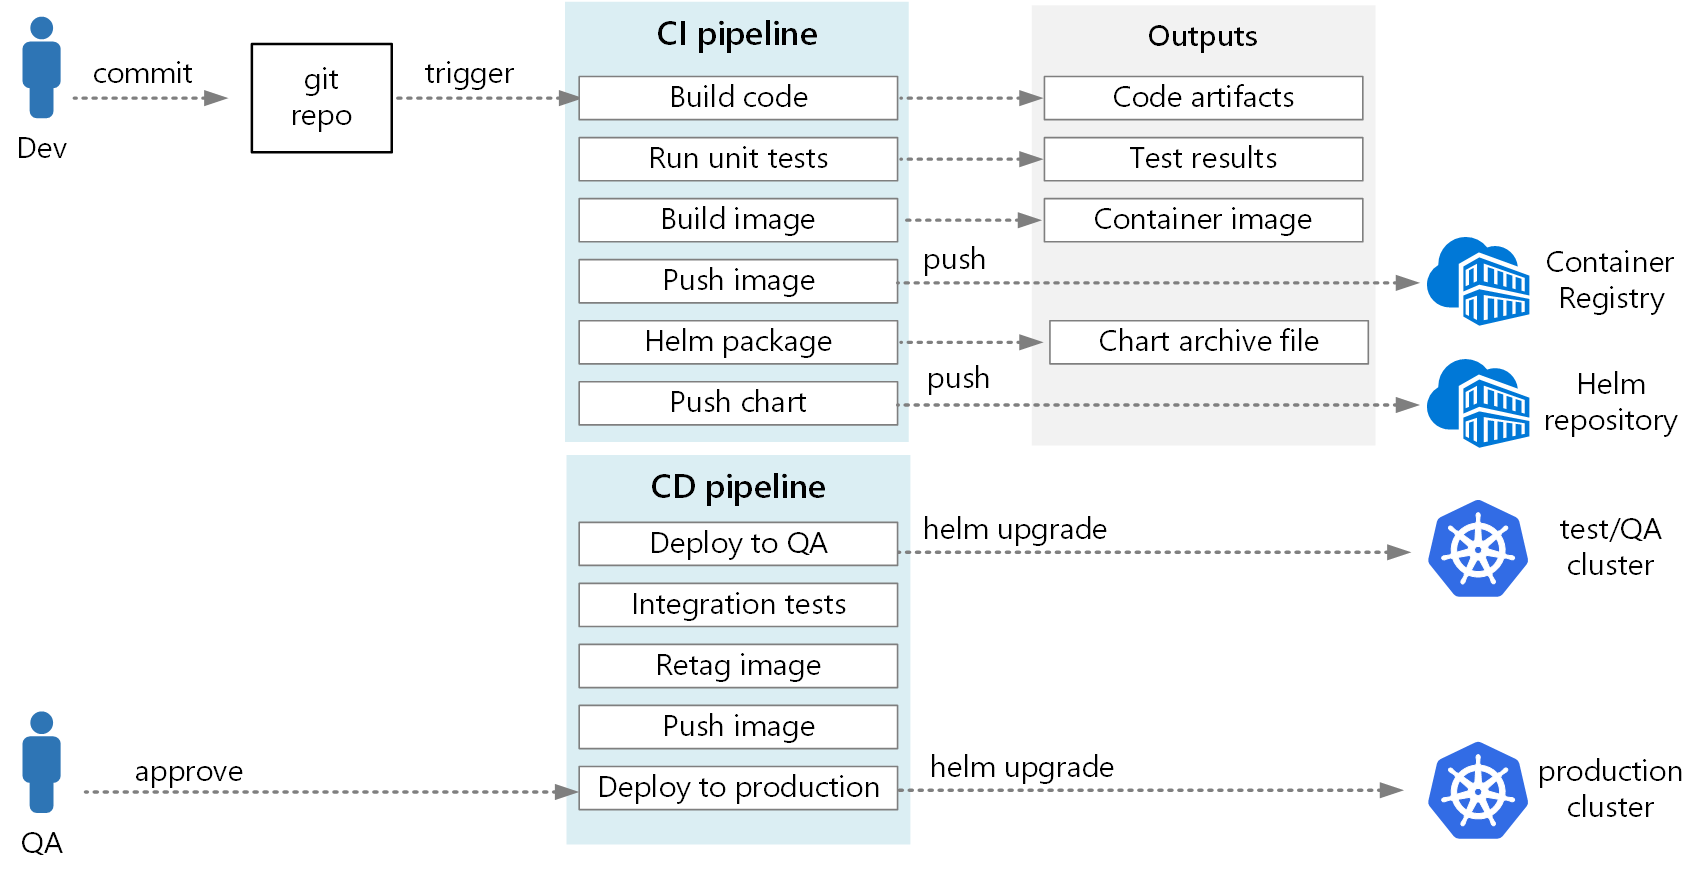 CI pipeline
Outputs
commit
git
repo
trigger
Build code
Code artifacts
Dev
Run unit tests
Test results
Build image
Container image
Push image
push
Container
Registry
Helm package
Chart archive file
Push chart
push
Helm
repository
CD pipeline
Deploy to QA
helm upgrade
test/QA
cluster
Integration tests
Retag image
Push image
approve
Deploy to production
helm upgrade
production
cluster
QA